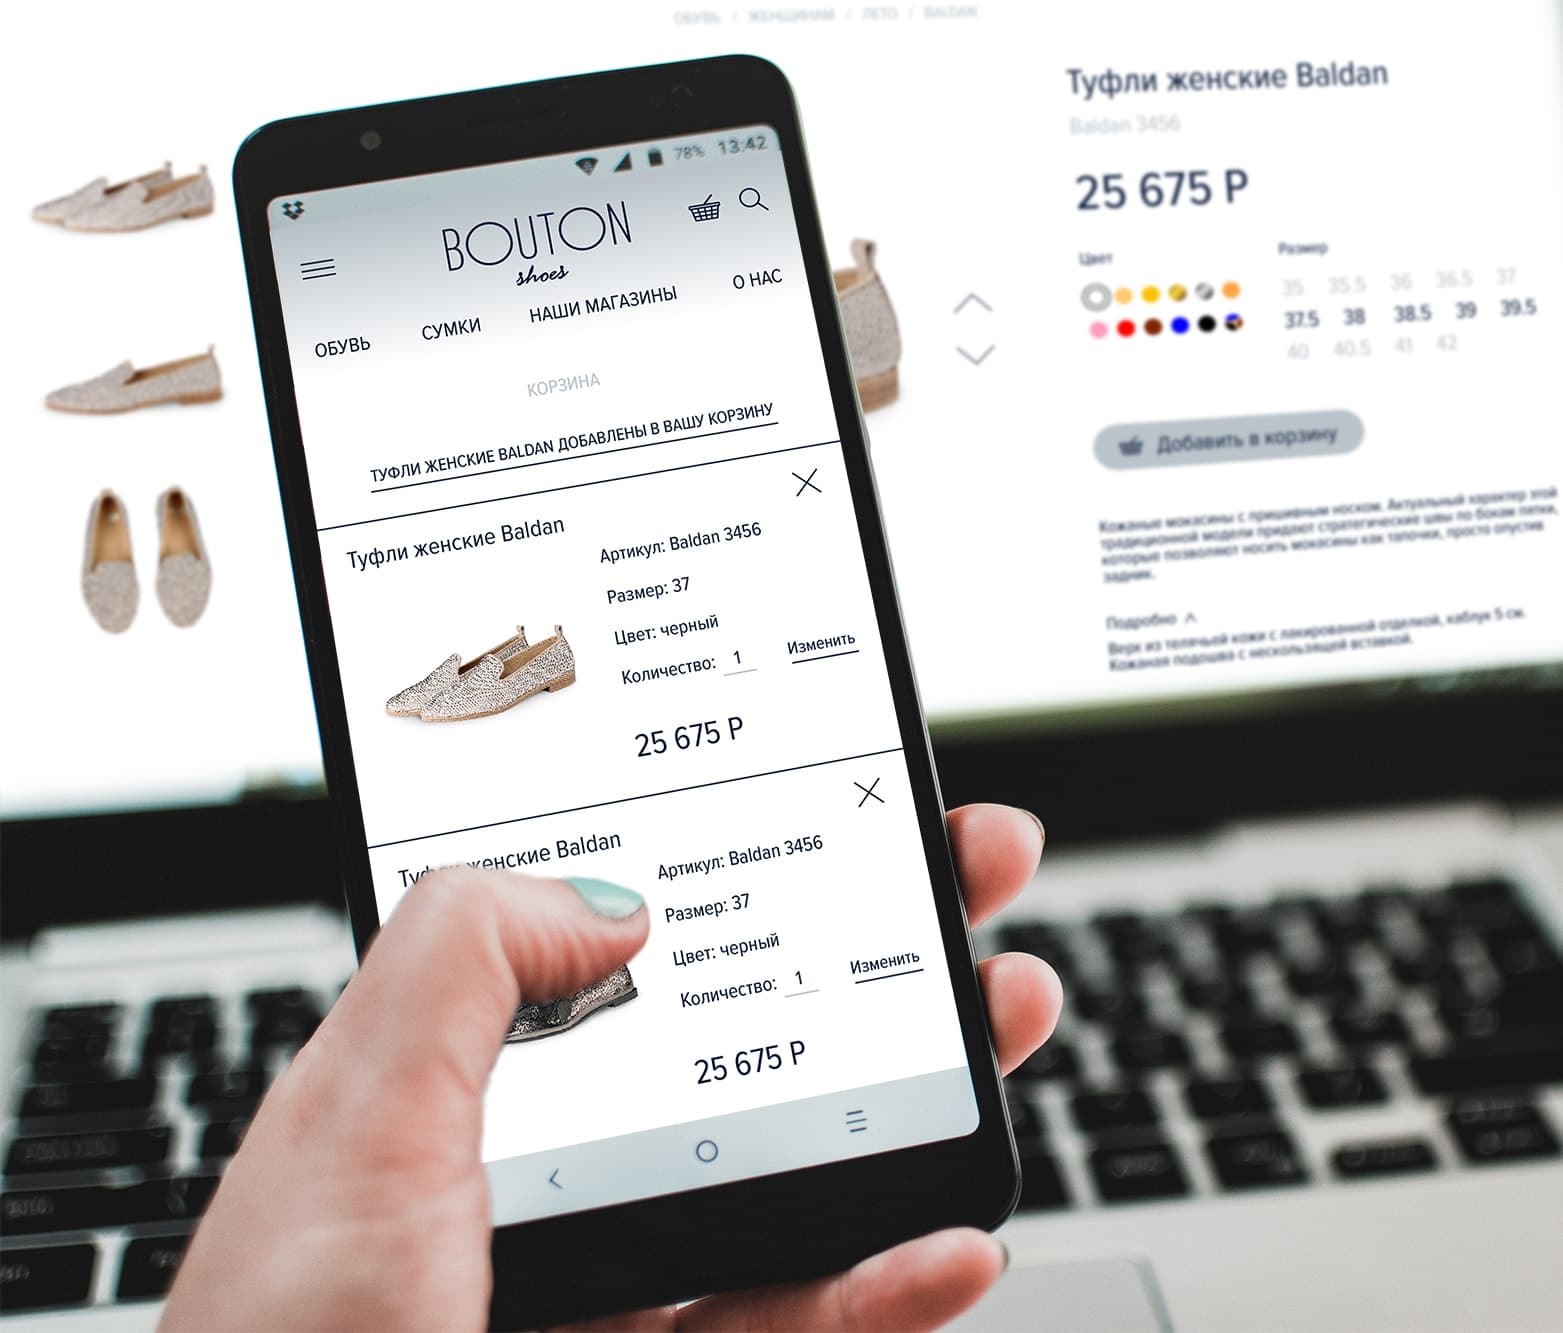 ОБУВЬ / ЖЕНЩИНАМ / ЛЕТО / BALDAN
Туфли женские Baldan
Baldan 3456
25 675 Р
Цвет
Размер
35 35.5 36 36.5 37
37.5 38 38.5 39 39.5
40 40.5 41 42
Добавить в корзину
Кожаные мокасины с пришивным носком. Актуальный характер этой
традиционной модели придают стратегические швы по бокам пятки,
которые позволяют носить мокасины как тапочки, просто опустив
задник.
Подробно
Верх из телячьей кожи с лакированной отделкой, каблук 5 см.
Кожаная подошва с нескользящей вставкой.
78% 13:42
BOUTON
shoes
ОБУВЬ СУМКИ НАШИ МАГАЗИНЫ О НАС
КОРЗИНА
ТУФЛИ ЖЕНСКИЕ BALDAN ДОБАВЛЕНЫ В ВАШУ КОРЗИНУ
Туфли женские Baldan
Артикул: Baldan 3456
Размер: 37
Цвет: черный
Количество: 1 Изменить
25 675 Р
Туфли женские Baldan
Артикул: Baldan 3456
Размер: 37
Цвет: черный
Количество: 1 Изменить
25 675 Р